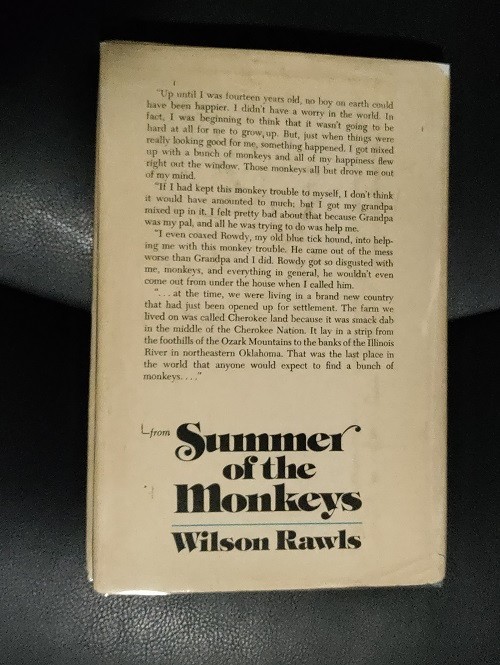 "Up until I was fourteen years old, no boy on earth could
have been happier. I didn't have a worry in the world. In
fact, I was beginning to think that it wasn't going to be
hard at all for me to grow up. But, just when things were
really looking good for me, something happened. I got mixed
up with a bunch of monkeys and all of my happiness flew
right out the window. Those monkeys all but drove me out
of my mind.
"If I had kept this monkey trouble to myself, I don't think
it would have amounted to much; but I got my grandpa
mixed up in it. I felt pretty bad about that because Grandpa
was my pal, and all he was trying to do was help me.
"I even coaxed Rowdy, my old blue tick hound, into help-
ing me with this monkey trouble. He came out of the mess
worse than Grandpa and I did. Rowdy got so disgusted with
me, monkeys, and everything in general, he wouldn't even
come out from under the house when I called him.
". . . at the time, we were living in a brand new country
that had just been opened up for settlement. The farm we
lived on was called Cherokee land because it was smack dab
in the middle of the Cherokee Nation. It lay in a strip from
the foothills of the Ozark Mountains to the banks of the Illinois
River in northeastern Oklahoma. That was the last place in
the world that anyone would expect to find a bunch of
monkeys. . . ."
from Summer
of the
Monkeys
Wilson Rawls